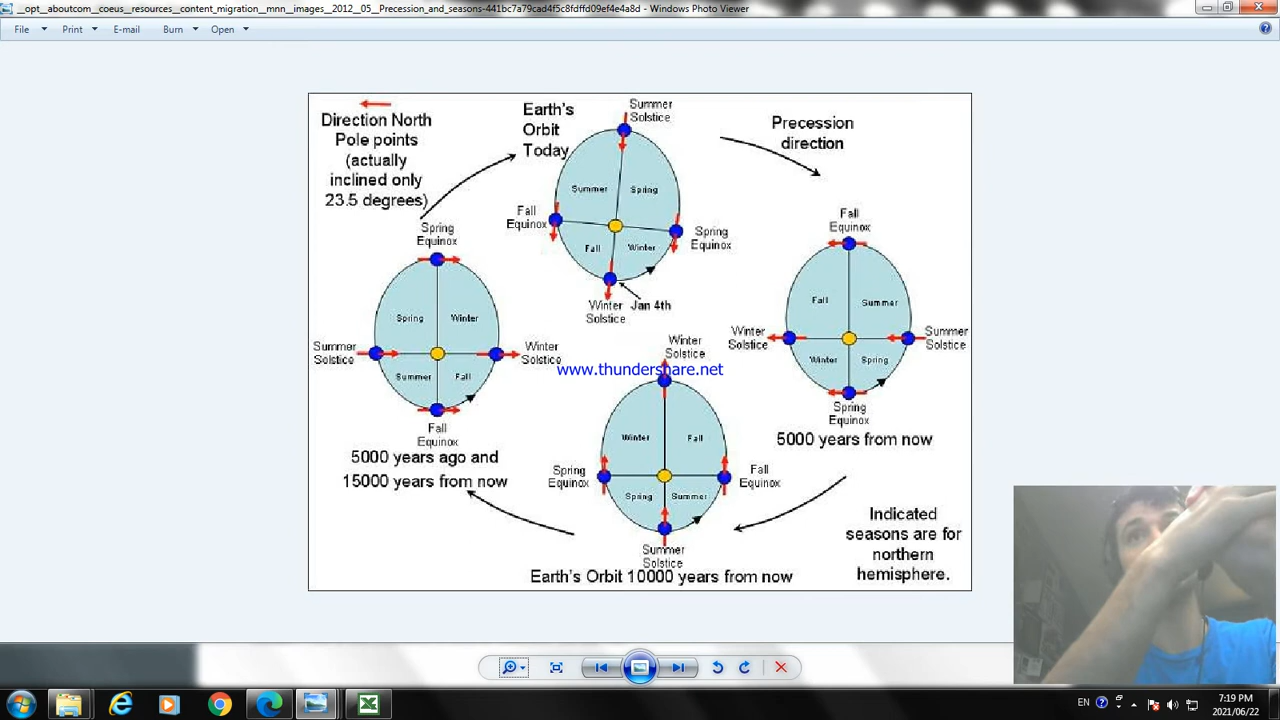 __opt__aboutcom__coeus__resources__content_migration__mnn__images__2012__05__Precession_and_seasons-441bc7a79cad4f5c8fdffd09ef4e4a8d - Windows Photo Viewer
File Print E-mail Burn Open
Direction North
Pole points
(actually
inclined only
23.5 degrees)
Earth's
Orbit
Today
Summer
Solstice
Summer
Spring
Fall
Equinox
Spring
Equinox
Fall
Winter
Winter
Solstice
Jan 4th
Precession
direction
Fall
Equinox
Fall
Summer
Winter
Solstice
Summer
Solstice
Winter
Spring
Spring
Equinox
5000 years from now
Spring
Equinox
Spring
Winter
Summer
Solstice
Winter
Solstice
Summer
Fall
Fall
Equinox
5000 years ago and
15000 years from now
Winter
Solstice
www.thundershare.net
Winter
Fall
Spring
Equinox
Fall
Equinox
Spring
Summer
Summer
Solstice
Earth's Orbit 10000 years from now
Indicated
seasons are for
northern
hemisphere.
EN
7:19 PM
2021/06/22